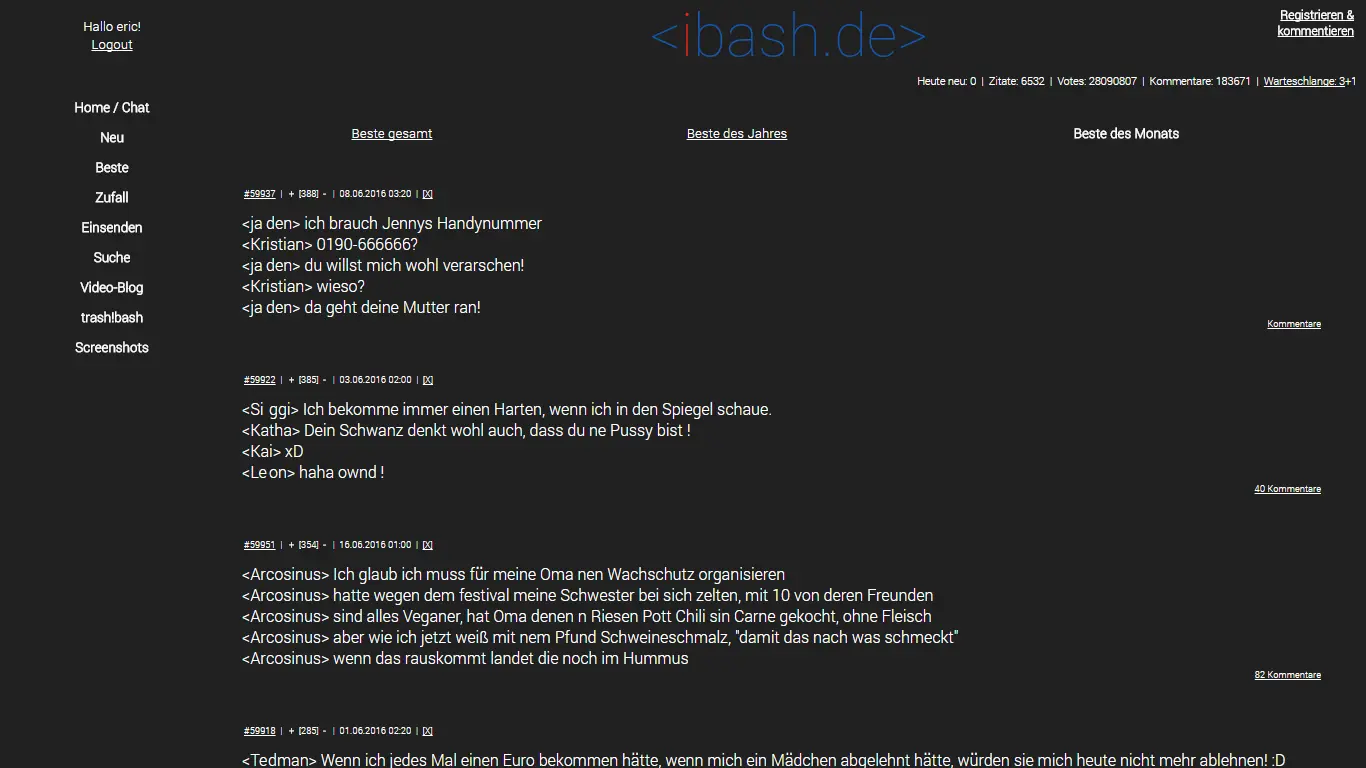 Hallo eric!
Logout
<ibash.de>
Registrieren &
kommentieren
Heute neu: 0 | Zitate: 6532 | Votes: 28090807 | Kommentare: 183671 | Warteschlange: 3+1
Home / Chat
Neu
Beste
Zufall
Einsenden
Suche
Video-Blog
trash!bash
Screenshots
Beste gesamt
Beste des Jahres
Beste des Monats
#59937 | + [388] - | 08.06.2016 03:20 | [X]
<ja den> ich brauch Jennys Handynummer
<Kristian> 0190-666666?
<ja den> du willst mich wohl verarschen!
<Kristian> wieso?
<ja den> da geht deine Mutter ran!
Kommentare
#59922 | + [385] - | 03.06.2016 02:00 | [X]
<Si ggi> Ich bekomme immer einen Harten, wenn ich in den Spiegel schaue.
<Katha> Dein Schwanz denkt wohl auch, dass du ne Pussy bist !
<Kai> xD
<Le on> haha ownd !
40 Kommentare
#59951 | + [354] - | 16.06.2016 01:00 | [X]
<Arcosinus> Ich glaub ich muss für meine Oma nen Wachschutz organisieren
<Arcosinus> hatte wegen dem festival meine Schwester bei sich zelten, mit 10 von deren Freunden
<Arcosinus> sind alles Veganer, hat Oma denen n Riesen Pott Chili sin Carne gekocht, ohne Fleisch
<Arcosinus> aber wie ich jetzt weiß mit nem Pfund Schweineschmalz, "damit das nach was schmeckt"
<Arcosinus> wenn das rauskommt landet die noch im Hummus
82 Kommentare
#59918 | + [285] - | 01.06.2016 02:20 | [X]
<Tedman> Wenn ich jedes Mal einen Euro bekommen hätte, wenn mich ein Mädchen abgelehnt hätte, würden sie mich heute nicht mehr ablehnen! :D